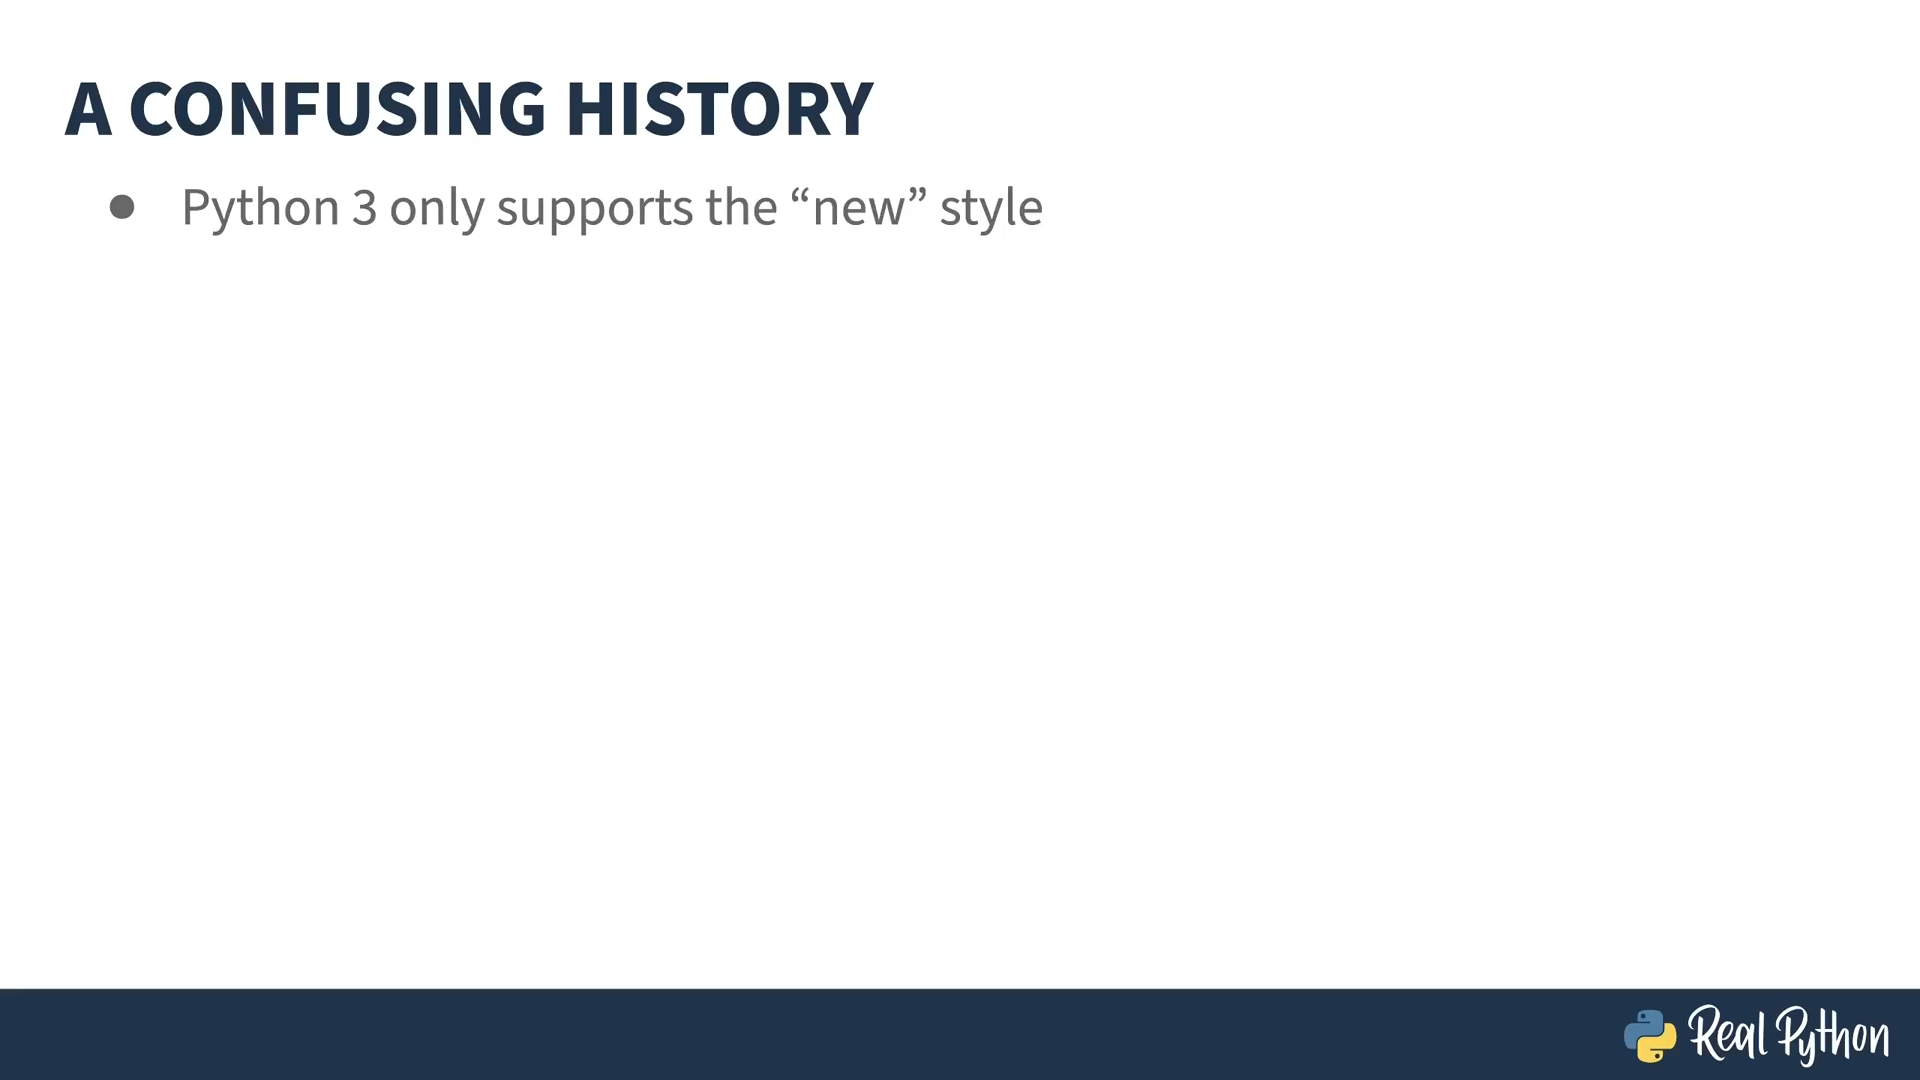 A CONFUSING HISTORY
● Python 3 only supports the “new” style
Real Python